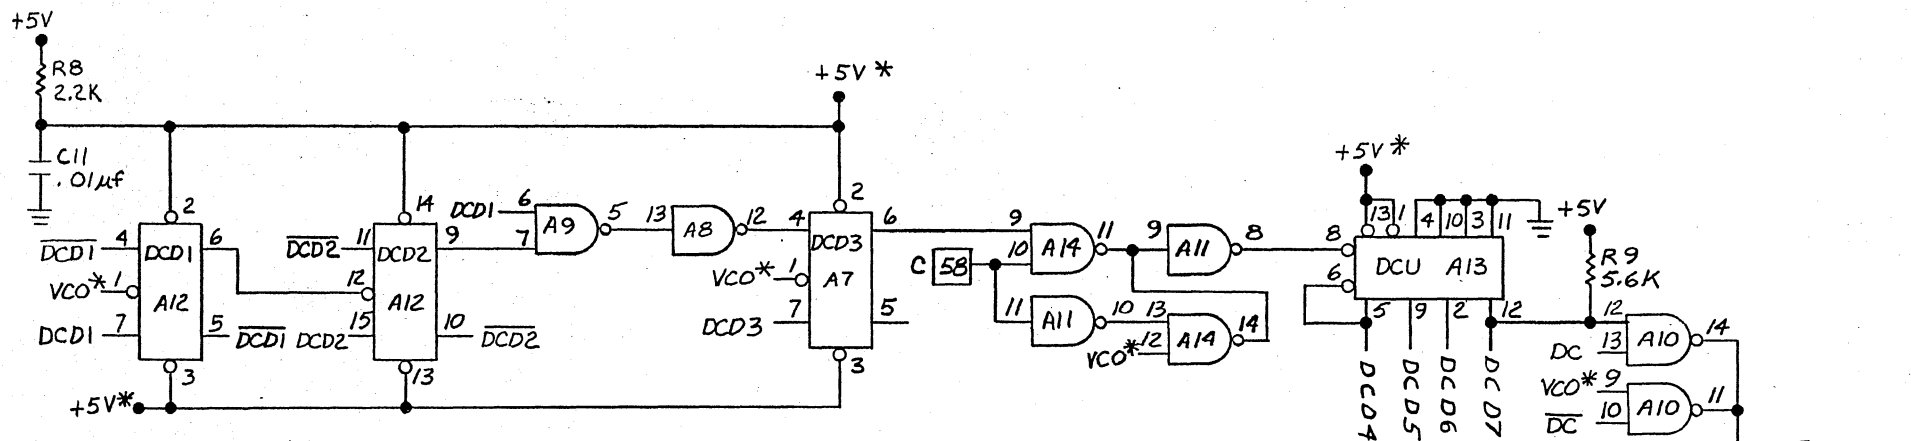 +5V
R8
2.2K
+5V*
C11
.01µf
2
14
2
+5V*
DCD1 6
7
A9
5
13
A8
12
4
6
9
10
A14
11
9
A11
8
8
6
13
1
4
10
3
11
+5V
R9
5.6K
DCU A13
D̅C̅D̅1̅ 4
DCD1
6
D̅C̅D̅2̅ 11
DCD2
9
DCD3
VCO* 1
A12
12
A12
VCO* 1
A7
C 58
DCD1 7
5
D̅C̅D̅1̅
DCD2 15
10
D̅C̅D̅2̅
DCD3 7
5
11
A11
10
13
VCO* 12
A14
14
5
9
2
12
12
DC 13
A10
14
3
13
3
+5V*
DCD4
DCD5
DCD6
DCD7
VCO* 9
D̅C̅ 10
A10
11